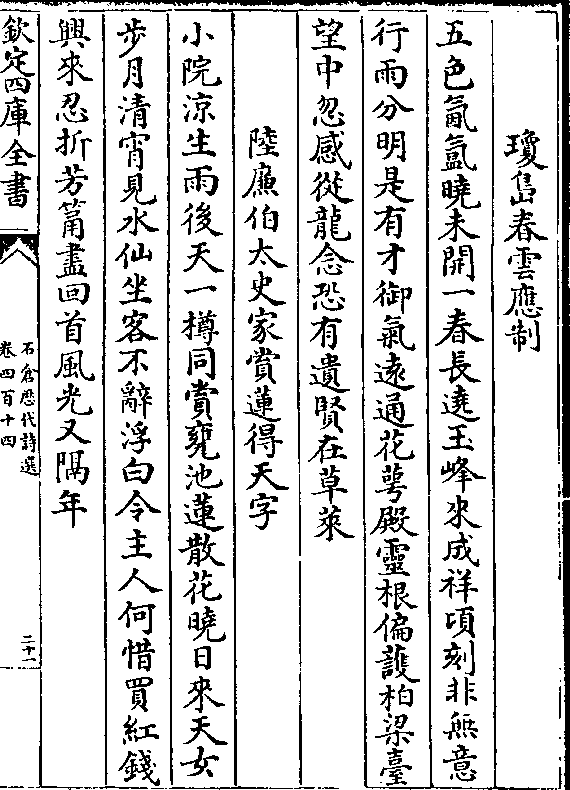 瓊島春雲應制
五色氤氳曉未開一春長遶玉峰來成祥頃刻非無意
行雨分明是有才御氣遠通花萼殿靈根偏護柏梁臺
望中忽感從龍念恐有遺賢在草萊
陸廉伯太史家賞蓮得天字
小院涼生雨後天一樽同賞甕池蓮散花曉日來天女
步月清宵見水仙坐客不辭浮白令主人何惜買紅錢
興來忍折芳筩盡回首風光又隔年
欽定四庫全書
石倉歷代詩選
卷四百十四
二十一